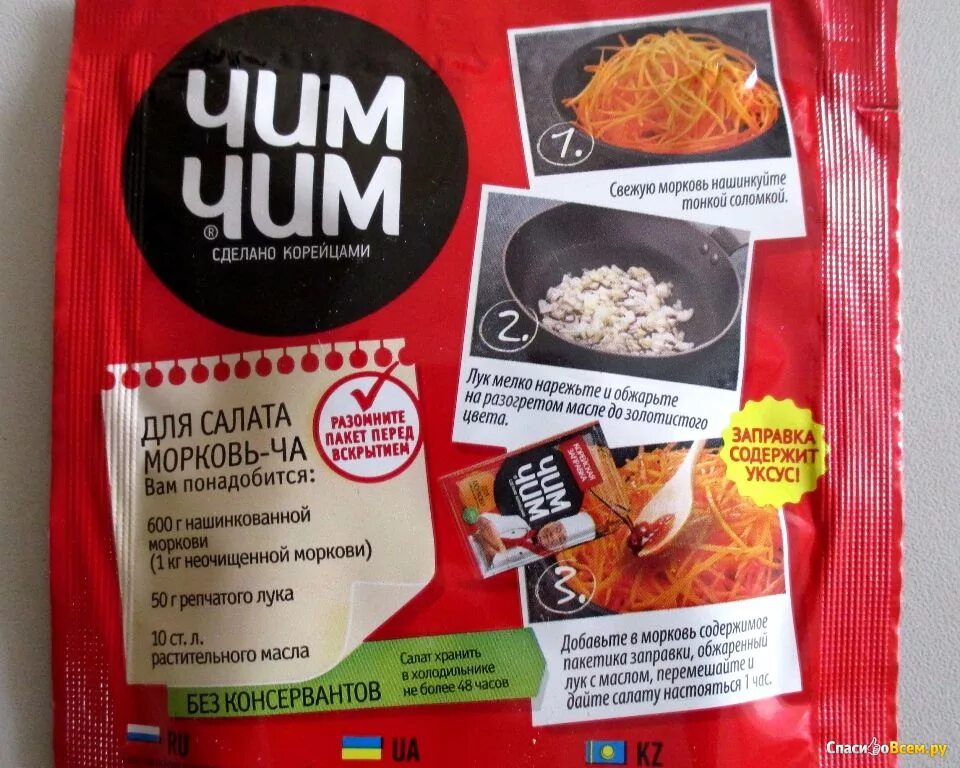 ЧИМ
ЧИМ
®
СДЕЛАНО КОРЕЙЦАМИ
1.
Свежую морковь нашинкуйте
тонкой соломкой.
2.
Лук мелко нарежьте и обжарьте
на разогретом масле до золотистого
цвета.
ДЛЯ САЛАТА
МОРКОВЬ-ЧА
Вам понадобится:
РАЗОМНИТЕ
ПАКЕТ ПЕРЕД
ВСКРЫТИЕМ
600 г нашинкованной
моркови
(1 кг неочищенной моркови)
50 г репчатого лука
10 ст. л.
растительного масла
ЗАПРАВКА
СОДЕРЖИТ
УКСУС!
КОРЕЙСКАЯ
ЗАПРАВКА
ЧИМ
ЧИМ
3.
Добавьте в морковь содержимое
пакетика заправки, обжаренный
лук с маслом, перемешайте и
дайте салату настояться 1 час.
БЕЗ КОНСЕРВАНТОВ
Салат хранить
в холодильнике
не более 48 часов
RU
UA
KZ
СпасибоВсем.ру